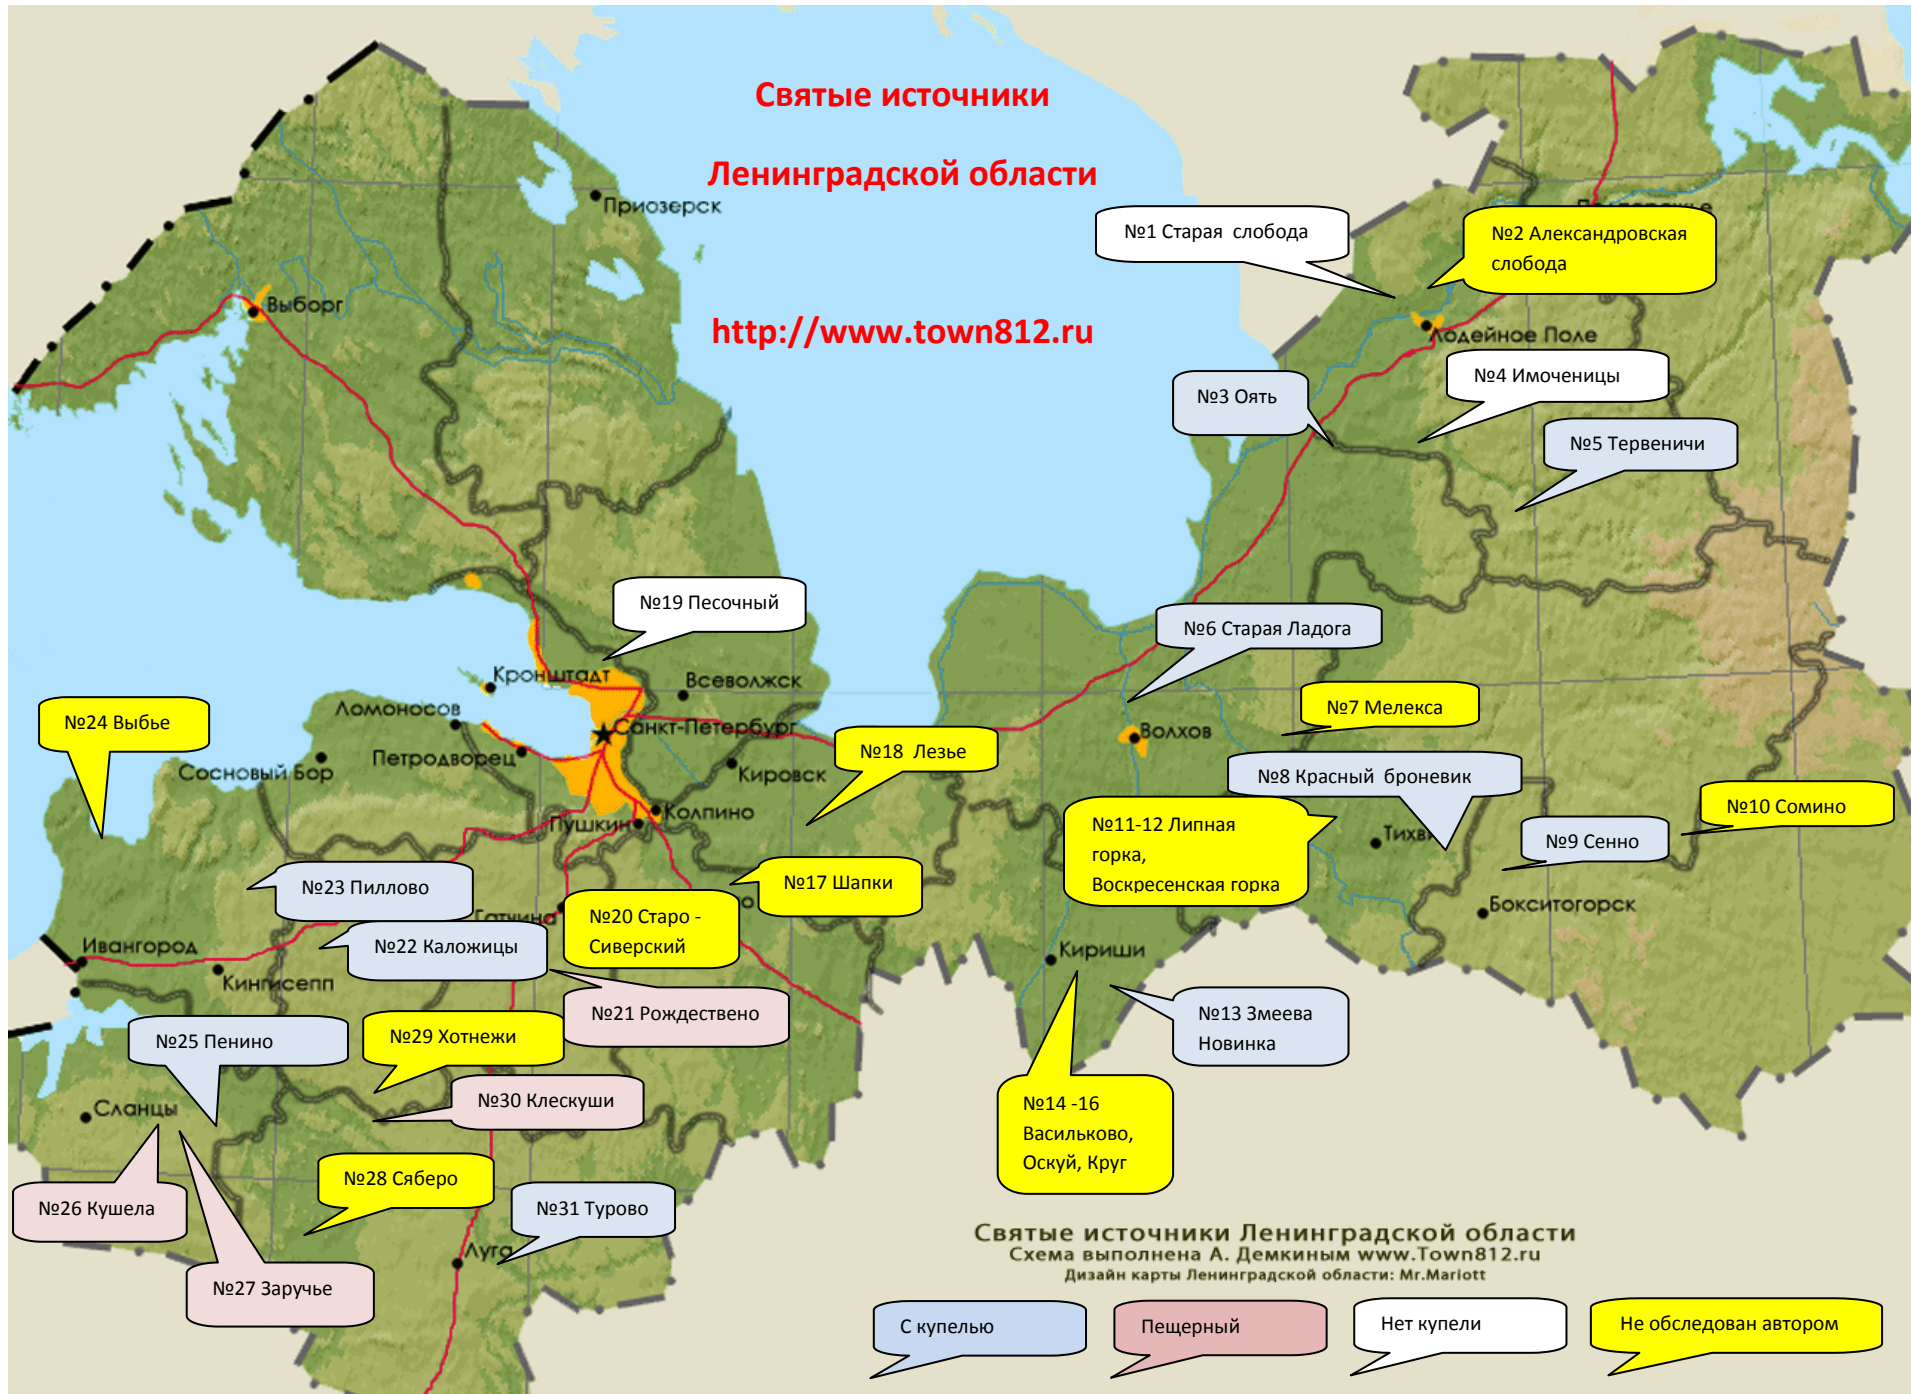 Святые источники
Ленинградской области
http://www.town812.ru
Приозерск
№1 Старая слобода
№2 Александровская
слобода
Выборг
Лодейное Поле
№4 Имоченицы
№3 Оять
№5 Тервеничи
№19 Песочный
№6 Старая Ладога
Кронштадт
Всеволжск
№24 Выбье
Ломоносов
Санкт-Петербург
№7 Мелекса
Волхов
№18 Лезье
Петродворец
Сосновый Бор
Кировск
№8 Красный броневик
№10 Сомино
Колпино
Пушкин
№11-12 Липная
горка,
Воскресенская горка
Тихви
№9 Сенно
№23 Пиллово
№17 Шапки
Бокситогорск
Гатчина
№20 Старо -
Сиверский
Ивангород
№22 Каложицы
Кириши
Кингисепп
№21 Рождествено
№13 Змеева
Новинка
№25 Пенино
№29 Хотнежи
№30 Клескуши
Сланцы
№14 -16
Васильково,
Оскуй, Круг
№28 Сяберо
№26 Кушела
№31 Турово
Луга
№27 Заручье
Святые источники Ленинградской области
Схема выполнена А. Демкиным www.Town812.ru
Дизайн карты Ленинградской области: Mr.Mariott
С купелью
Пещерный
Нет купели
Не обследован автором